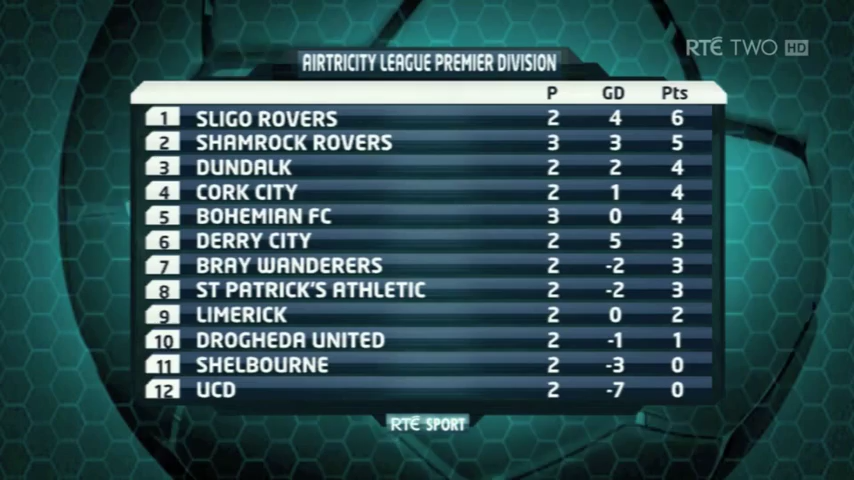 RTÉ TWO HD
AIRTRICITY LEAGUE PREMIER DIVISION
P GD Pts
1 SLIGO ROVERS 2 4 6
2 SHAMROCK ROVERS 3 3 5
3 DUNDALK 2 2 4
4 CORK CITY 2 1 4
5 BOHEMIAN FC 3 0 4
6 DERRY CITY 2 5 3
7 BRAY WANDERERS 2 -2 3
8 ST PATRICK'S ATHLETIC 2 -2 3
9 LIMERICK 2 0 2
10 DROGHEDA UNITED 2 -1 1
11 SHELBOURNE 2 -3 0
12 UCD 2 -7 0
RTÉ SPORT